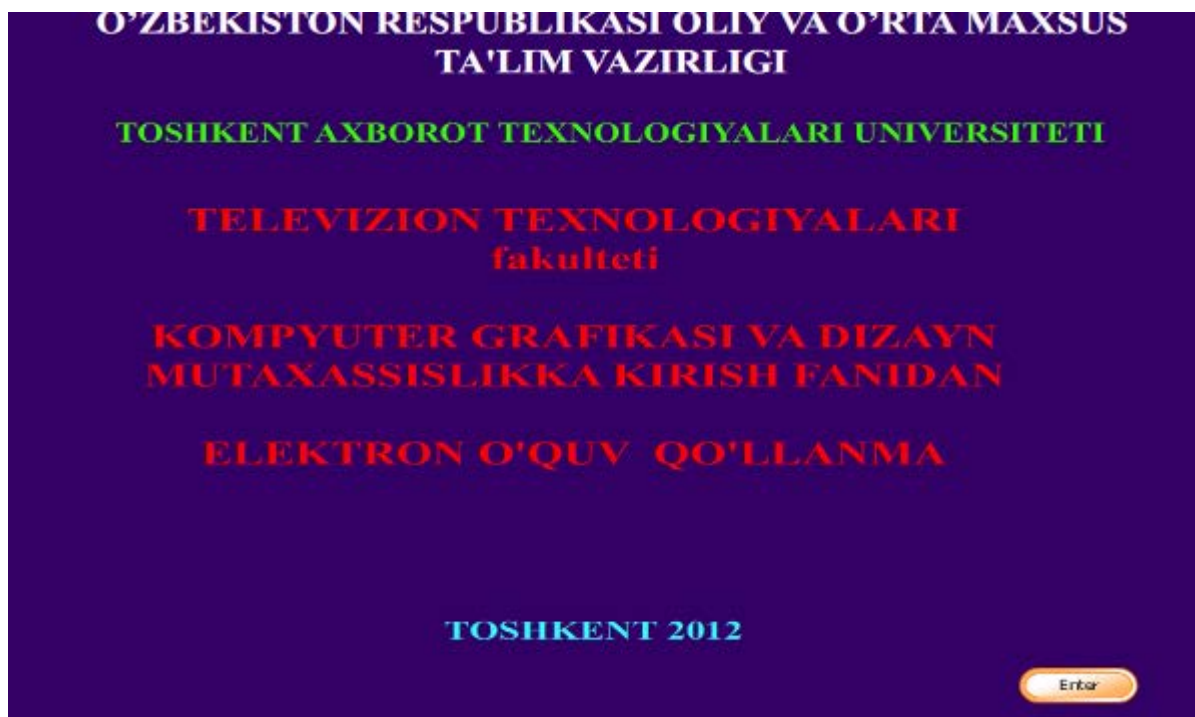 O’ZBEKISTON RESPUBLIKASI OLIY VA O’RTA MAXSUS
TA'LIM VAZIRLIGI
TOSHKENT AXBOROT TEXNOLOGIYALARI UNIVERSITETI
TELEVIZION TEXNOLOGIYALARI
fakulteti
KOMPYUTER GRAFIKASI VA DIZAYN
MUTAXASSISLIKKA KIRISH FANIDAN
ELEKTRON O'QUV QO'LLANMA
TOSHKENT 2012
Enter